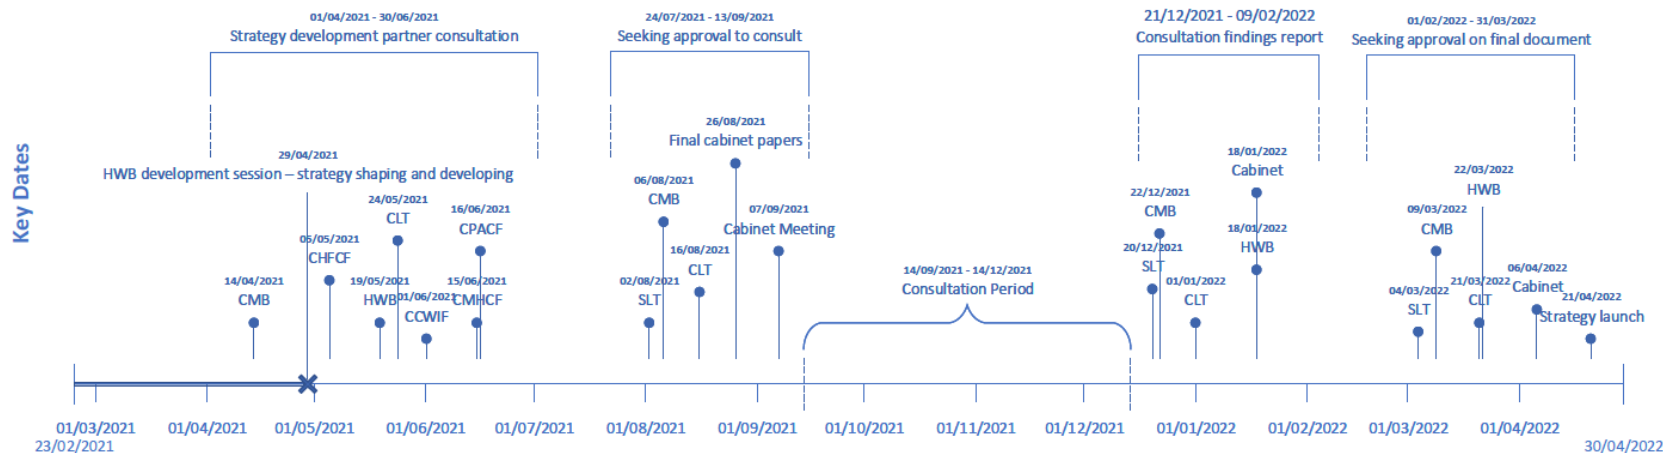 Key Dates
01/04/2021 - 30/06/2021
Strategy development partner consultation
24/07/2021 - 13/09/2021
Seeking approval to consult
21/12/2021 - 09/02/2022
Consultation findings report
01/02/2022 - 31/03/2022
Seeking approval on final document
29/04/2021
HWB development session – strategy shaping and developing
14/04/2021
CMB
05/05/2021
CHFCF
19/05/2021
HWB
24/05/2021
CLT
01/06/2021
CCWIF
16/06/2021
CPACF
15/06/2021
CMHCF
02/08/2021
SLT
06/08/2021
CMB
16/08/2021
CLT
26/08/2021
Final cabinet papers
07/09/2021
Cabinet Meeting
14/09/2021 - 14/12/2021
Consultation Period
20/12/2021
SLT
22/12/2021
CMB
01/01/2022
CLT
18/01/2022
Cabinet
18/01/2022
HWB
04/03/2022
SLT
09/03/2022
CMB
22/03/2022
HWB
21/03/2022
CLT
06/04/2022
Cabinet
21/04/2022
Strategy launch
01/03/2021
01/04/2021
01/05/2021
01/06/2021
01/07/2021
01/08/2021
01/09/2021
01/10/2021
01/11/2021
01/12/2021
01/01/2022
01/02/2022
01/03/2022
01/04/2022
23/02/2021
30/04/2022